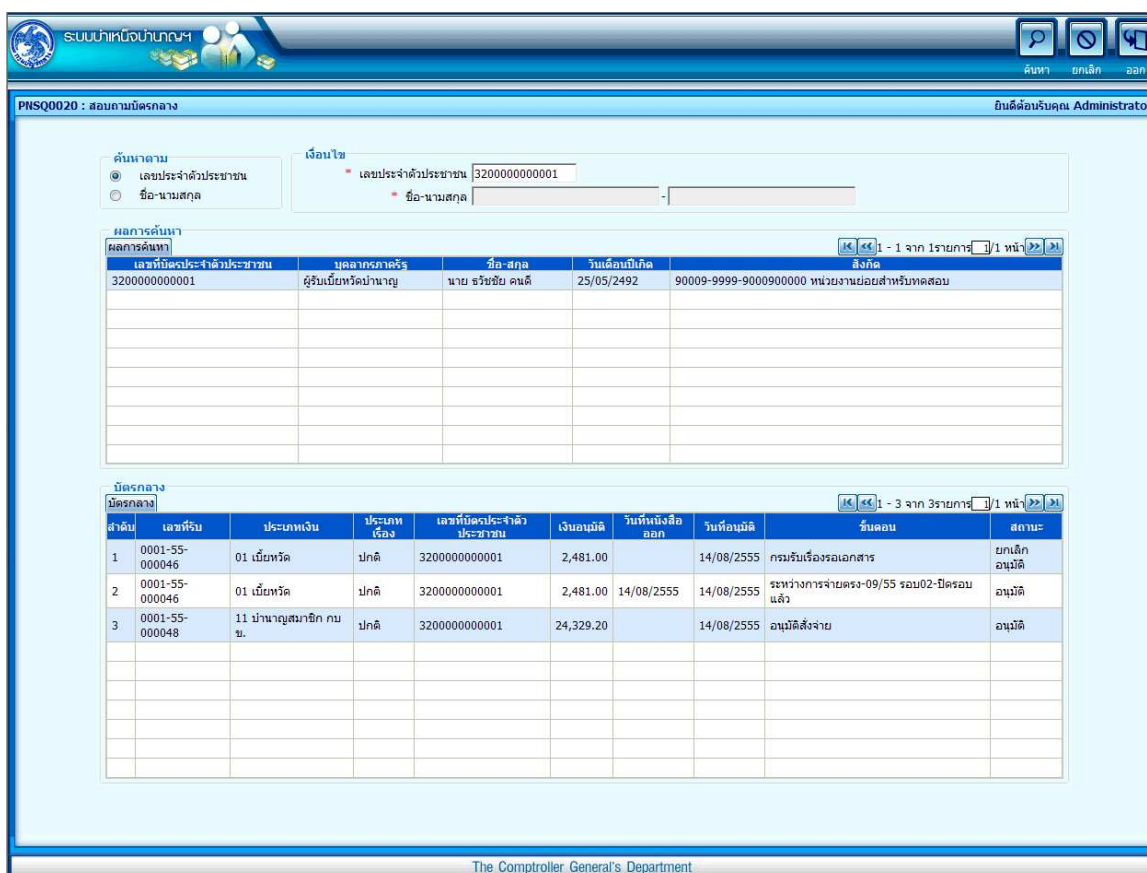 ระบบบำเหน็จบำนาญฯ
ค้นหา ยกเลิก ออก
PNSQ0020 : สอบถามบัตรกลาง ยินดีต้อนรับคุณ Administrato
ค้นหาตาม
เลขประจำตัวประชาชน
ชื่อ-นามสกุล
เงื่อนไข
* เลขประจำตัวประชาชน 3200000000001
* ชื่อ-นามสกุล -
ผลการค้นหา
ผลการค้นหา 1 - 1 จาก 1รายการ 1/1 หน้า
เลขที่บัตรประจำตัวประชาชน บุคลากรภาครัฐ ชื่อ-สกุล วันเดือนปีเกิด สังกัด
3200000000001 ผู้รับเบี้ยหวัดบำนาญ นาย ธวัชชัย คนดี 25/05/2492 90009-9999-9000900000 หน่วยงานย่อยสำหรับทดสอบ
บัตรกลาง
บัตรกลาง 1 - 3 จาก 3รายการ 1/1 หน้า
ลำดับ เลขที่รับ ประเภทเงิน ประเภทเรื่อง เลขที่บัตรประจำตัวประชาชน เงินอนุมัติ วันที่หนังสือออก วันที่อนุมัติ ขั้นตอน สถานะ
1 0001-55-000046 01 เบี้ยหวัด ปกติ 3200000000001 2,481.00 14/08/2555 กรมรับเรื่องรอเอกสาร ยกเลิกอนุมัติ
2 0001-55-000046 01 เบี้ยหวัด ปกติ 3200000000001 2,481.00 14/08/2555 14/08/2555 ระหว่างการจ่ายตรง-09/55 รอบ02-ปิดรอบแล้ว อนุมัติ
3 0001-55-000048 11 บำนาญสมาชิก กบข. ปกติ 3200000000001 24,329.20 14/08/2555 อนุมัติสั่งจ่าย อนุมัติ
The Comptroller General's Department